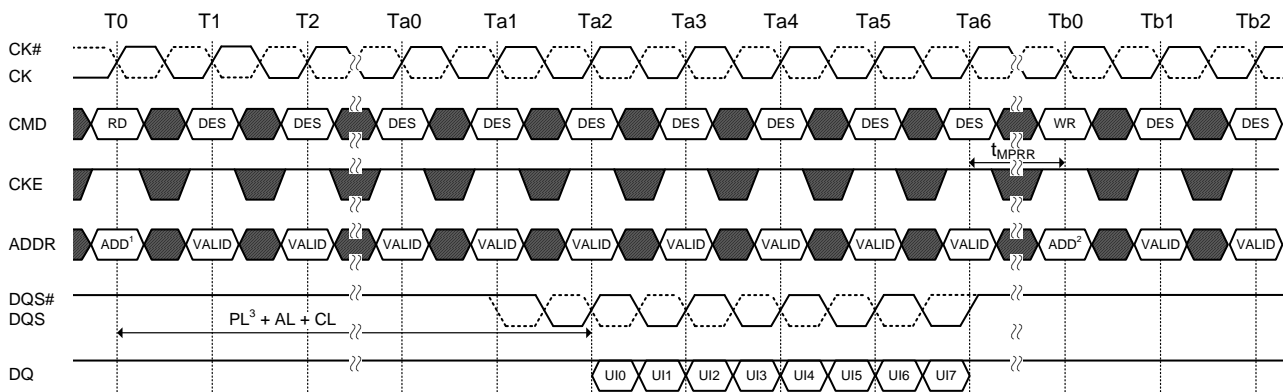 T0 T1 T2 Ta0 Ta1 Ta2 Ta3 Ta4 Ta5 Ta6 Tb0 Tb1 Tb2
CK#
CK
CMD RD DES DES DES DES DES DES DES DES DES WR DES DES
tMPRR
CKE
ADDR ADD1 VALID VALID VALID VALID VALID VALID VALID VALID VALID ADD2 VALID VALID
DQS#
DQS
PL3 + AL + CL
DQ UI0 UI1 UI2 UI3 UI4 UI5 UI6 UI7